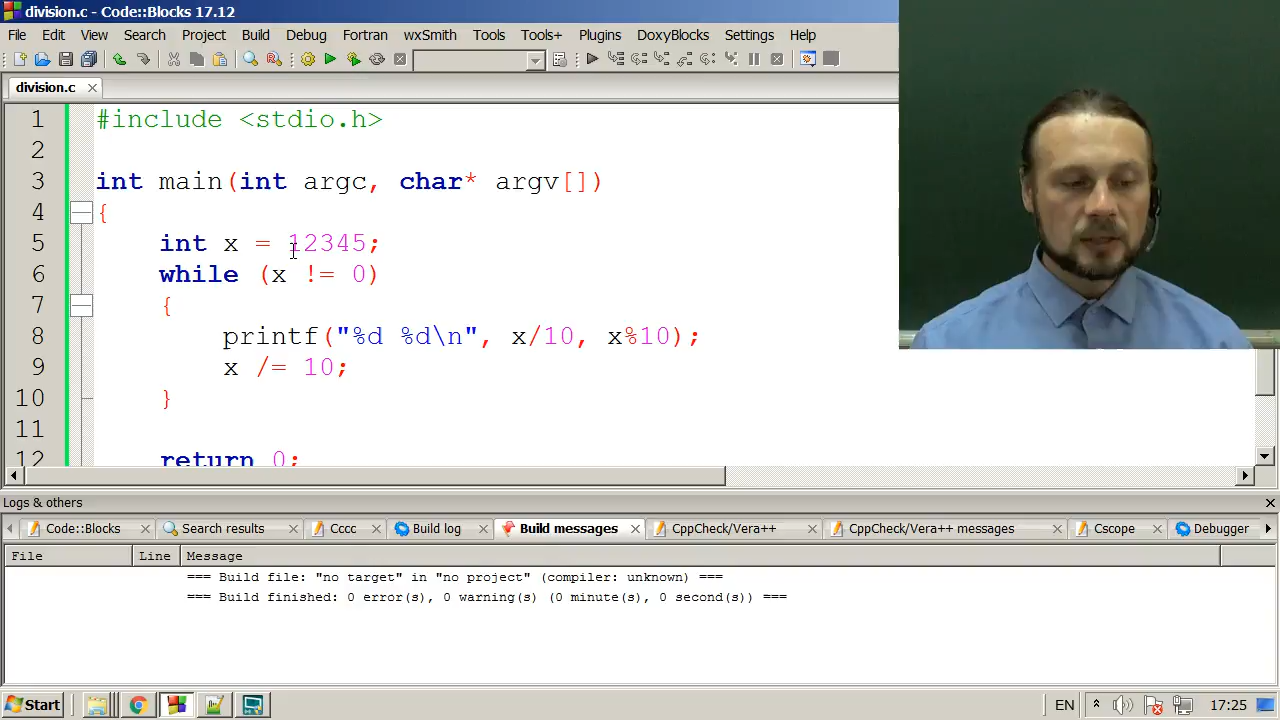 division.c - Code::Blocks 17.12
File Edit View Search Project Build Debug Fortran wxSmith Tools Tools+ Plugins DoxyBlocks Settings Help
division.c
1 #include <stdio.h>
2
3 int main(int argc, char* argv[])
4 {
5 int x = 12345;
6 while (x != 0)
7 {
8 printf("%d %d\n", x/10, x%10);
9 x /= 10;
10 }
11
12 return 0;
Logs & others
Code::Blocks Search results Cccc Build log Build messages CppCheck/Vera++ CppCheck/Vera++ messages Cscope Debugger
File Line Message
=== Build file: "no target" in "no project" (compiler: unknown) ===
=== Build finished: 0 error(s), 0 warning(s) (0 minute(s), 0 second(s)) ===
Start EN 17:25